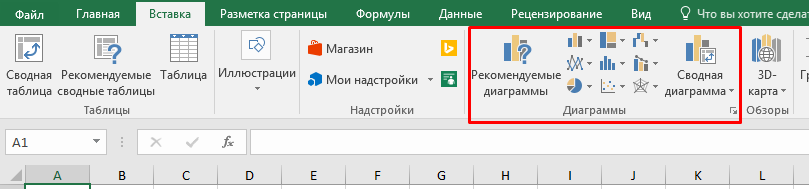 Файл Главная Вставка Разметка страницы Формулы Данные Рецензирование Вид Что вы хотите сдела
Сводная таблица
Рекомендуемые сводные таблицы
Таблица
Таблицы
Иллюстрации
Магазин
Мои надстройки
Надстройки
Рекомендуемые диаграммы
Сводная диаграмма
Диаграммы
3D-карта
Обзоры
A1 fx
A B C D E F G H I J K L